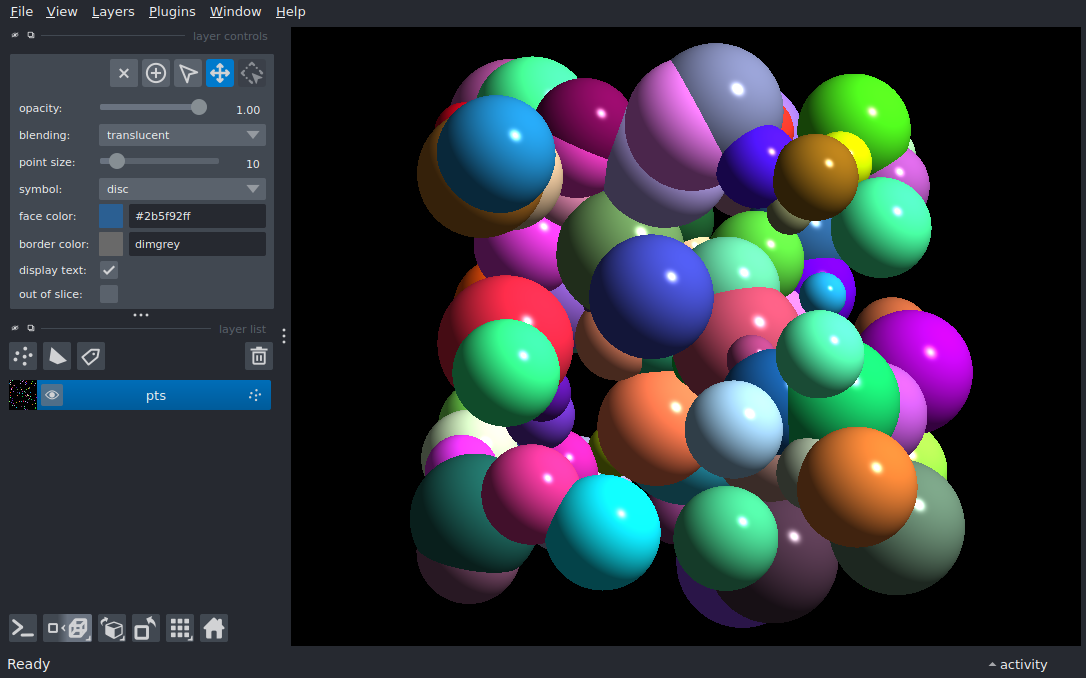 File View Layers Plugins Window Help
layer controls
opacity: 1.00
blending: translucent
point size: 10
symbol: disc
face color: #2b5f92ff
border color: dimgrey
display text:
out of slice:
layer list
pts
Ready
activity